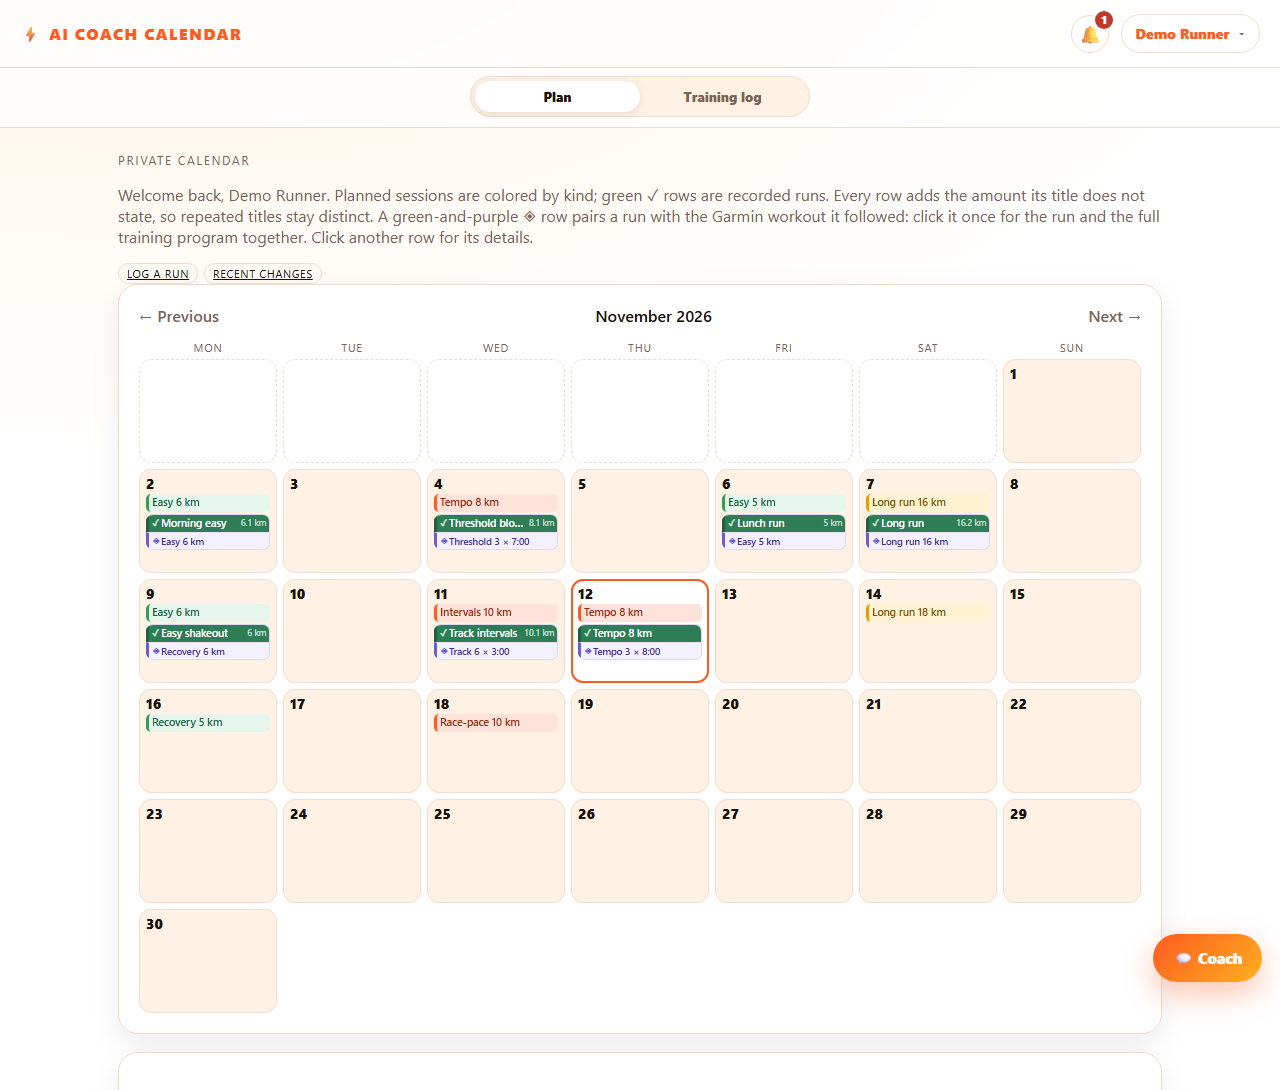 AI COACH CALENDAR
1
Demo Runner
Plan
Training log
PRIVATE CALENDAR
Welcome back, Demo Runner. Planned sessions are colored by kind; green ✓ rows are recorded runs. Every row adds the amount its title does not
state, so repeated titles stay distinct. A green-and-purple ◈ row pairs a run with the Garmin workout it followed: click it once for the run and the full
training program together. Click another row for its details.
LOG A RUN
RECENT CHANGES
← Previous
November 2026
Next →
MON TUE WED THU FRI SAT SUN
1
2
Easy 6 km
✓ Morning easy 6.1 km
◈ Easy 6 km
3
4
Tempo 8 km
✓ Threshold blo... 8.1 km
◈ Threshold 3 × 7:00
5
6
Easy 5 km
✓ Lunch run 5 km
◈ Easy 5 km
7
Long run 16 km
✓ Long run 16.2 km
◈ Long run 16 km
8
9
Easy 6 km
✓ Easy shakeout 6 km
◈ Recovery 6 km
10
11
Intervals 10 km
✓ Track intervals 10.1 km
◈ Track 6 × 3:00
12
Tempo 8 km
✓ Tempo 8 km
◈ Tempo 3 × 8:00
13
14
Long run 18 km
15
16
Recovery 5 km
17
18
Race-pace 10 km
19
20
21
22
23
24
25
26
27
28
29
30
Coach